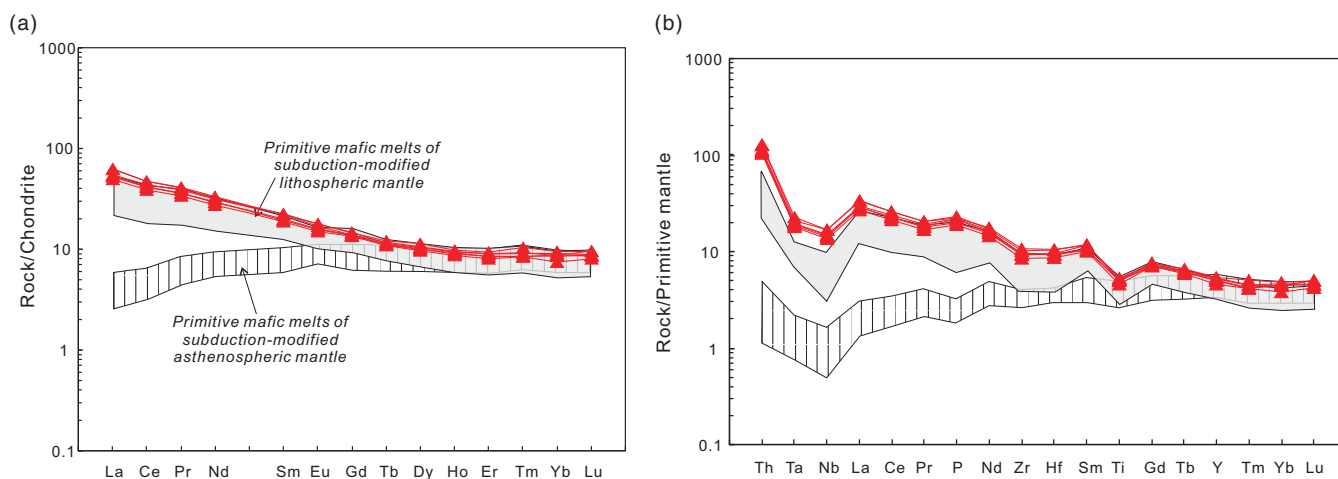 (a)
1000
100
10
1
0.1
Rock/Chondrite
Primitive mafic melts of
subduction-modified
lithospheric mantle
Primitive mafic melts of
subduction-modified
asthenospheric mantle
La Ce Pr Nd Sm Eu Gd Tb Dy Ho Er Tm Yb Lu
(b)
1000
100
10
1
0.1
Rock/Primitive mantle
Th Ta Nb La Ce Pr P Nd Zr Hf Sm Ti Gd Tb Y Tm Yb Lu